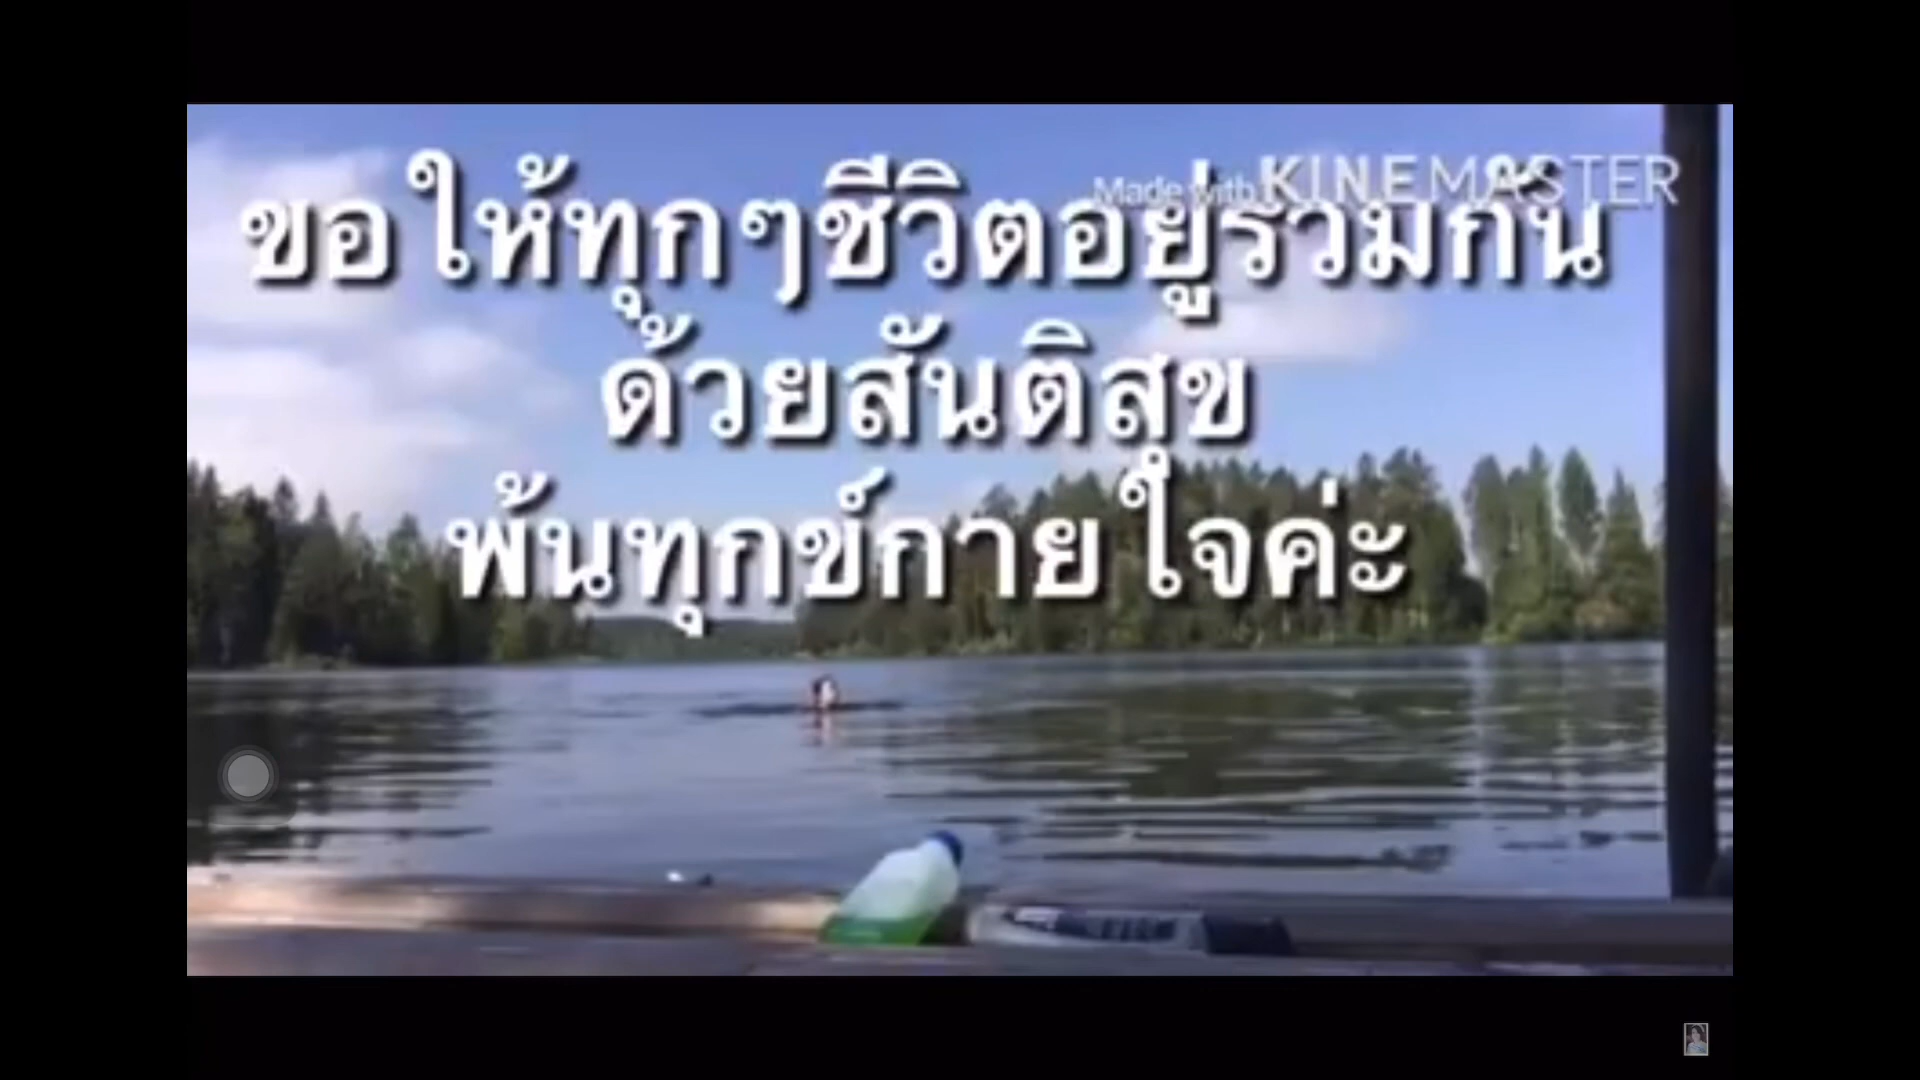 ขอให้ทุกๆชีวิตอยู่ร่วมกัน
Made with KINEMASTER
ด้วยสันติสุข
พ้นทุกข์กายใจค่ะ